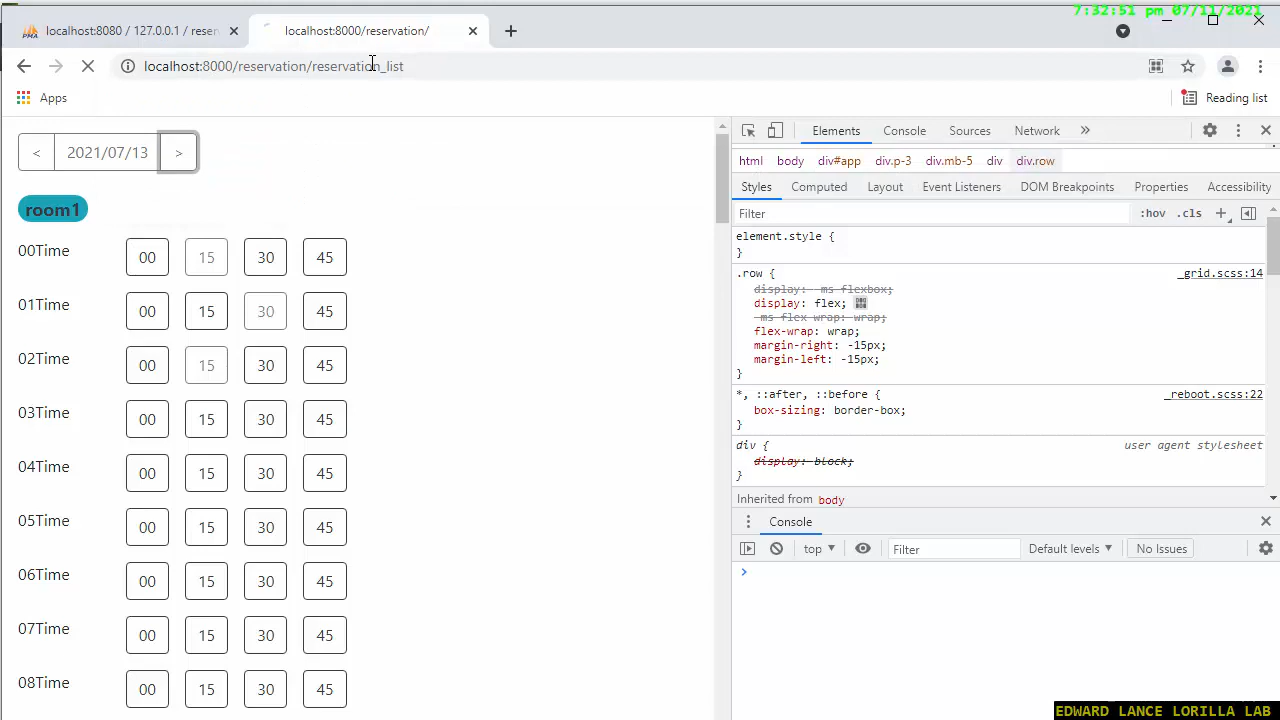 7:32:51 pm 07/11/2021
localhost:8080 / 127.0.0.1 / reser
localhost:8000/reservation/
localhost:8000/reservation/reservation_list
Apps
Reading list
< 2021/07/13 >
room1
00Time 00 15 30 45
01Time 00 15 30 45
02Time 00 15 30 45
03Time 00 15 30 45
04Time 00 15 30 45
05Time 00 15 30 45
06Time 00 15 30 45
07Time 00 15 30 45
08Time 00 15 30 45
Elements Console Sources Network »
html body div#app div.p-3 div.mb-5 div div.row
Styles Computed Layout Event Listeners DOM Breakpoints Properties Accessibility
Filter :hov .cls +
element.style {
}
.row { _grid.scss:14
display: -ms-flexbox;
display: flex;
-ms-flex-wrap: wrap;
flex-wrap: wrap;
margin-right: -15px;
margin-left: -15px;
}
*, ::after, ::before { _reboot.scss:22
box-sizing: border-box;
}
div { user agent stylesheet
display: block;
}
Inherited from body
Console
top Filter Default levels No Issues
>
EDWARD LANCE LORILLA LAB